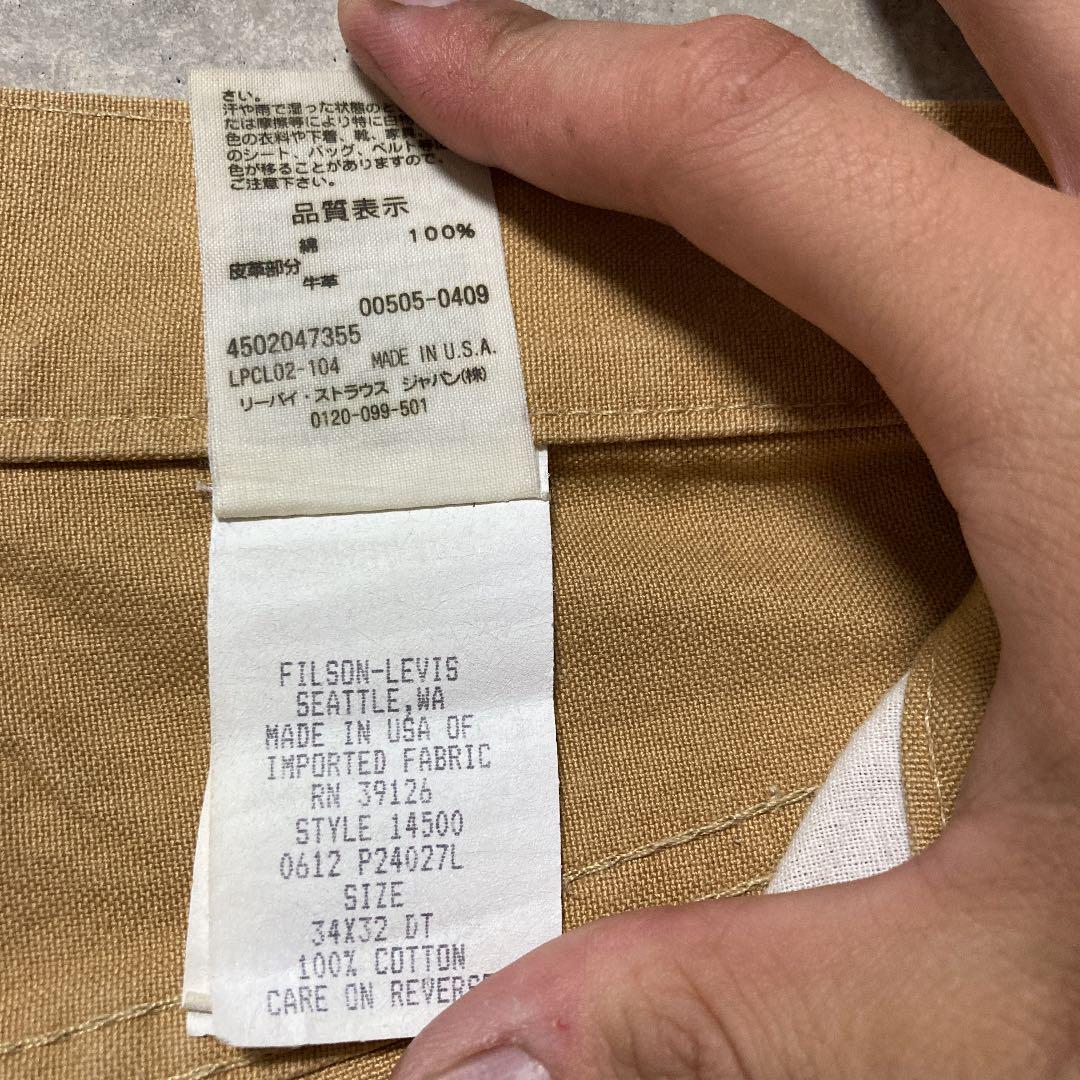 さい。
汗や雨で湿った状態の
たは摩擦等により特に白
色の衣料や下着、靴、家具、
のシート、バッグ、ベルト等に
色が移ることがありますので、
ご注意下さい。
品質表示
綿 100%
皮革部分
牛革
00505-0409
4502047355
LPCL02-104 MADE IN U.S.A.
リーバイ・ストラウス ジャパン(株)
0120-099-501
FILSON-LEVIS
SEATTLE,WA
MADE IN USA OF
IMPORTED FABRIC
RN 39126
STYLE 14500
0612 P24027L
SIZE
34X32 DT
100% COTTON
CARE ON REVERSE